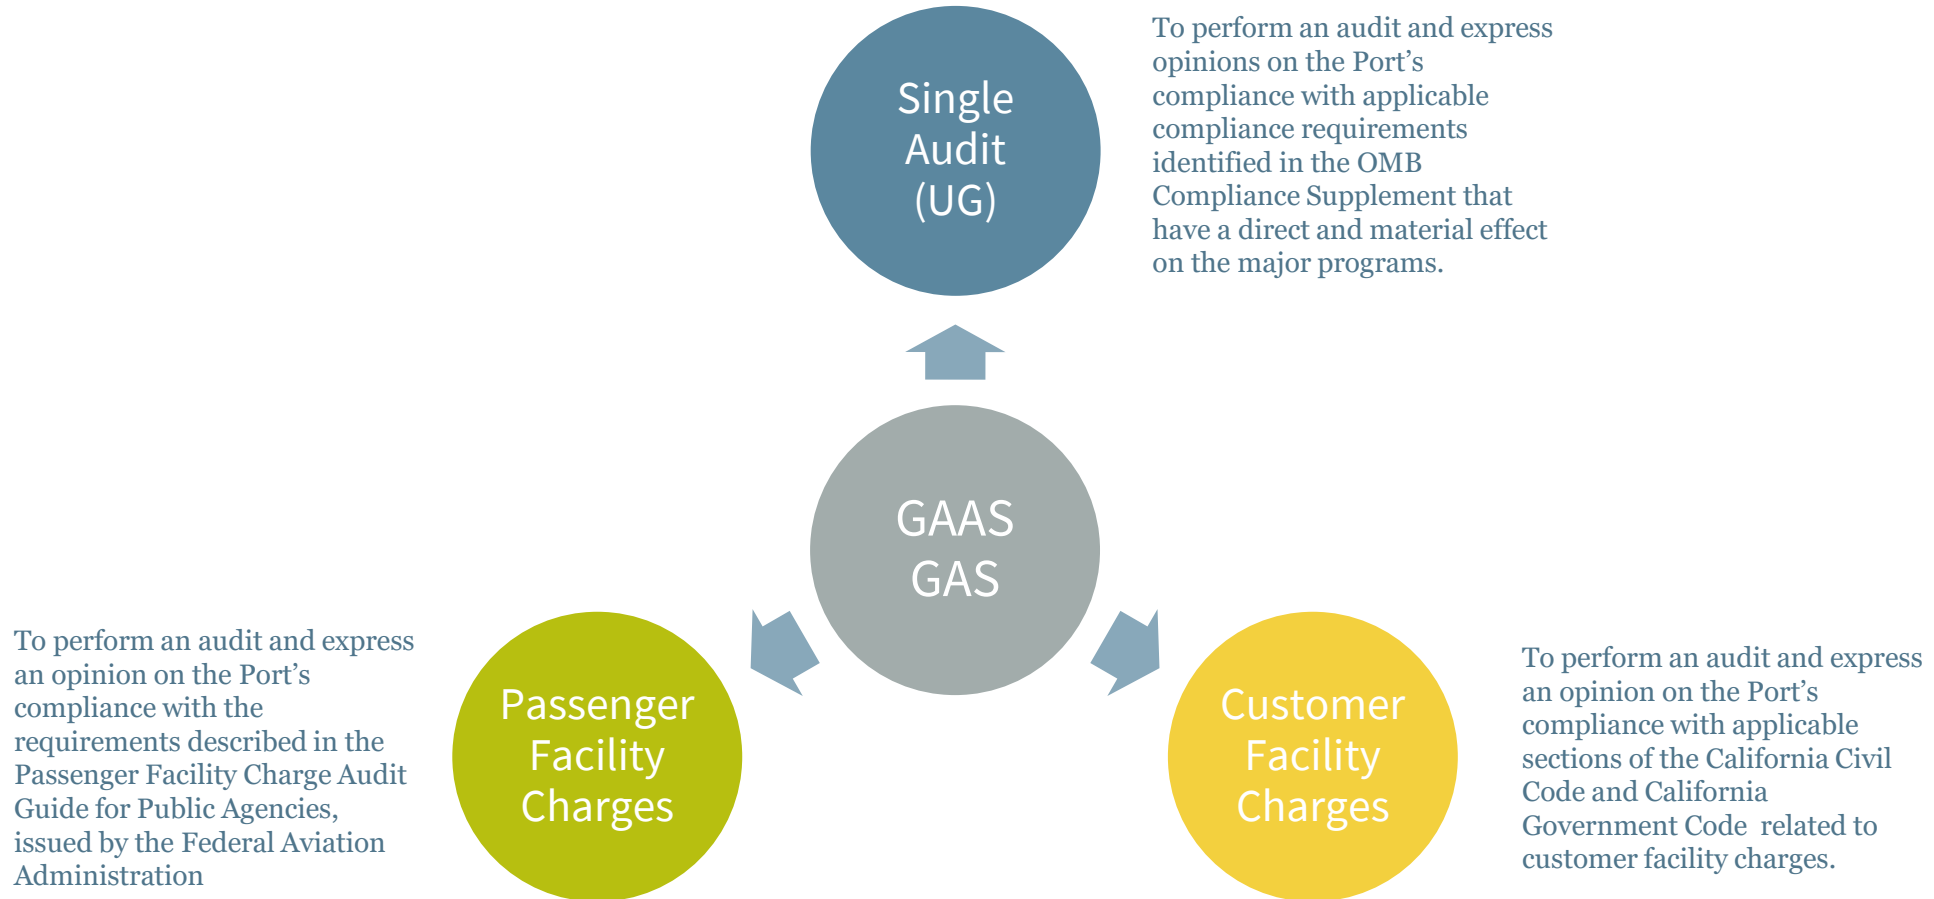 Single
Audit
(UG)
To perform an audit and express
opinions on the Port’s
compliance with applicable
compliance requirements
identified in the OMB
Compliance Supplement that
have a direct and material effect
on the major programs.
GAAS
GAS
To perform an audit and express
an opinion on the Port’s
compliance with the
requirements described in the
Passenger Facility Charge Audit
Guide for Public Agencies,
issued by the Federal Aviation
Administration
Passenger
Facility
Charges
Customer
Facility
Charges
To perform an audit and express
an opinion on the Port’s
compliance with applicable
sections of the California Civil
Code and California
Government Code  related to
customer facility charges.